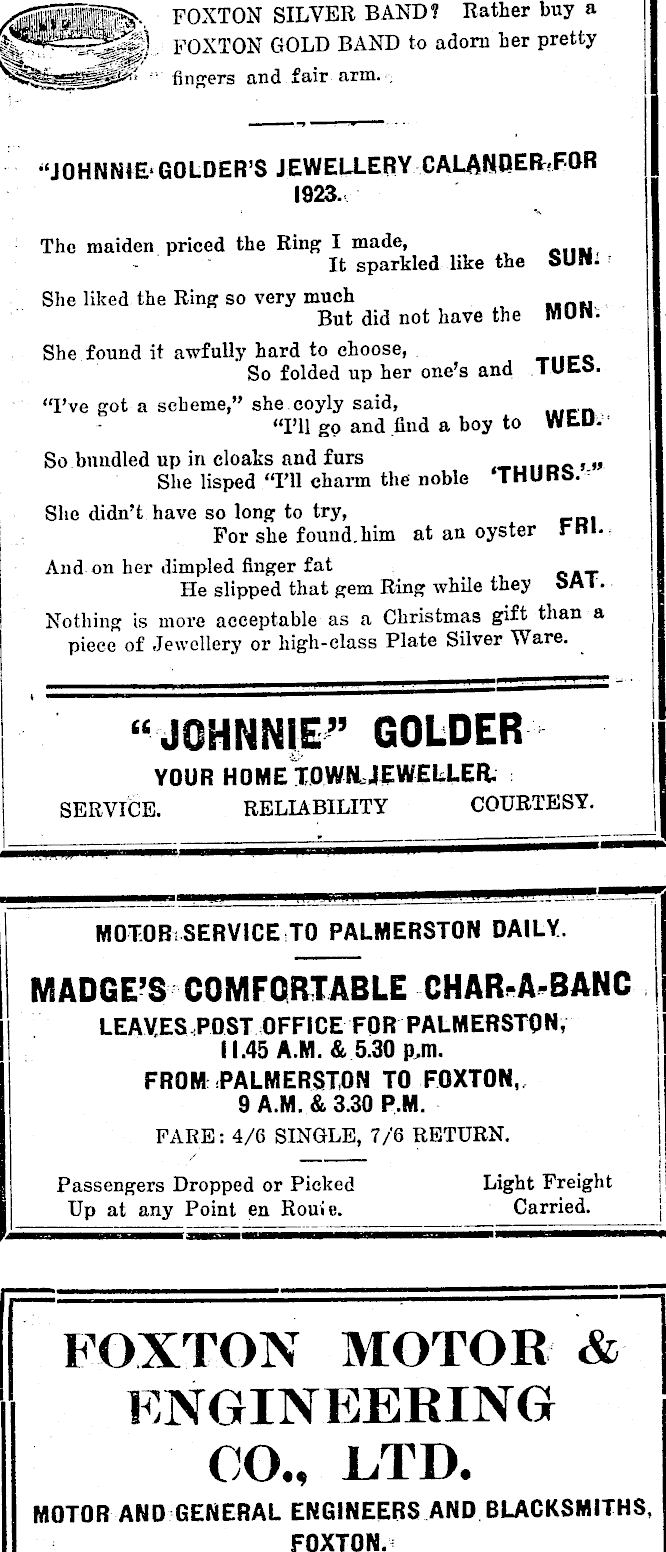 FOXTON SILVER BAND? Rather buy a
FOXTON GOLD BAND to adorn her pretty
fingers and fair arm.
"JOHNNIE GOLDER'S JEWELLERY CALANDER FOR
1923.
The maiden priced the Ring I made,
It sparkled like the SUN.
She liked the Ring so very much
But did not have the MON.
She found it awfully hard to choose,
So folded up her one's and TUES.
"I've got a scheme," she coyly said,
"I'll go and find a boy to WED.
So bundled up in cloaks and furs
She lisped "I'll charm the noble 'THURS.'"
She didn't have so long to try,
For she found him at an oyster FRI.
And on her dimpled finger fat
He slipped that gem Ring while they SAT.
Nothing is more acceptable as a Christmas gift than a
piece of Jewellery or high-class Plate Silver Ware.
"JOHNNIE" GOLDER
YOUR HOME TOWN JEWELLER.
SERVICE. RELIABILITY COURTESY.
MOTOR SERVICE TO PALMERSTON DAILY.
MADGE'S COMFORTABLE CHAR-A-BANC
LEAVES POST OFFICE FOR PALMERSTON,
11.45 A.M. & 5.30 p.m.
FROM PALMERSTON TO FOXTON,
9 A.M. & 3.30 P.M.
FARE: 4/6 SINGLE, 7/6 RETURN.
Passengers Dropped or Picked
Up at any Point en Route.
Light Freight
Carried.
FOXTON MOTOR &
ENGINEERING
CO., LTD.
MOTOR AND GENERAL ENGINEERS AND BLACKSMITHS,
FOXTON.